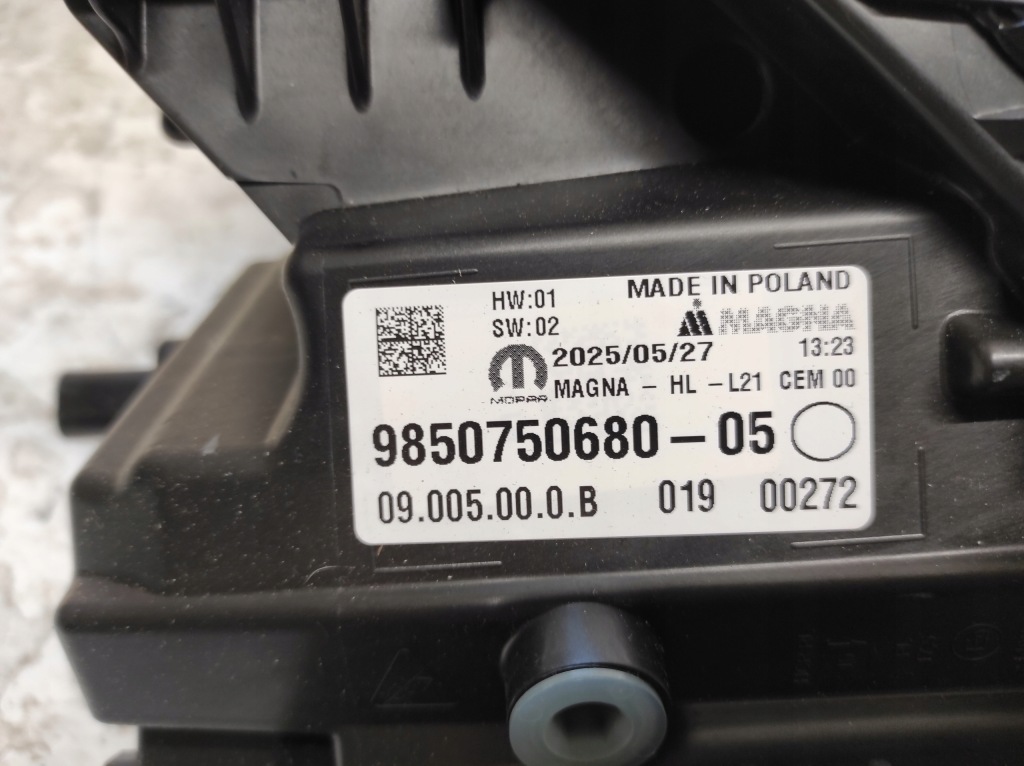 HW:01 MADE IN POLAND
SW:02 MAGNA
2025/05/27 13:23
MOPAR MAGNA - HL - L21 CEM 00
9850750680-05
09.005.00.0.B 019 00272